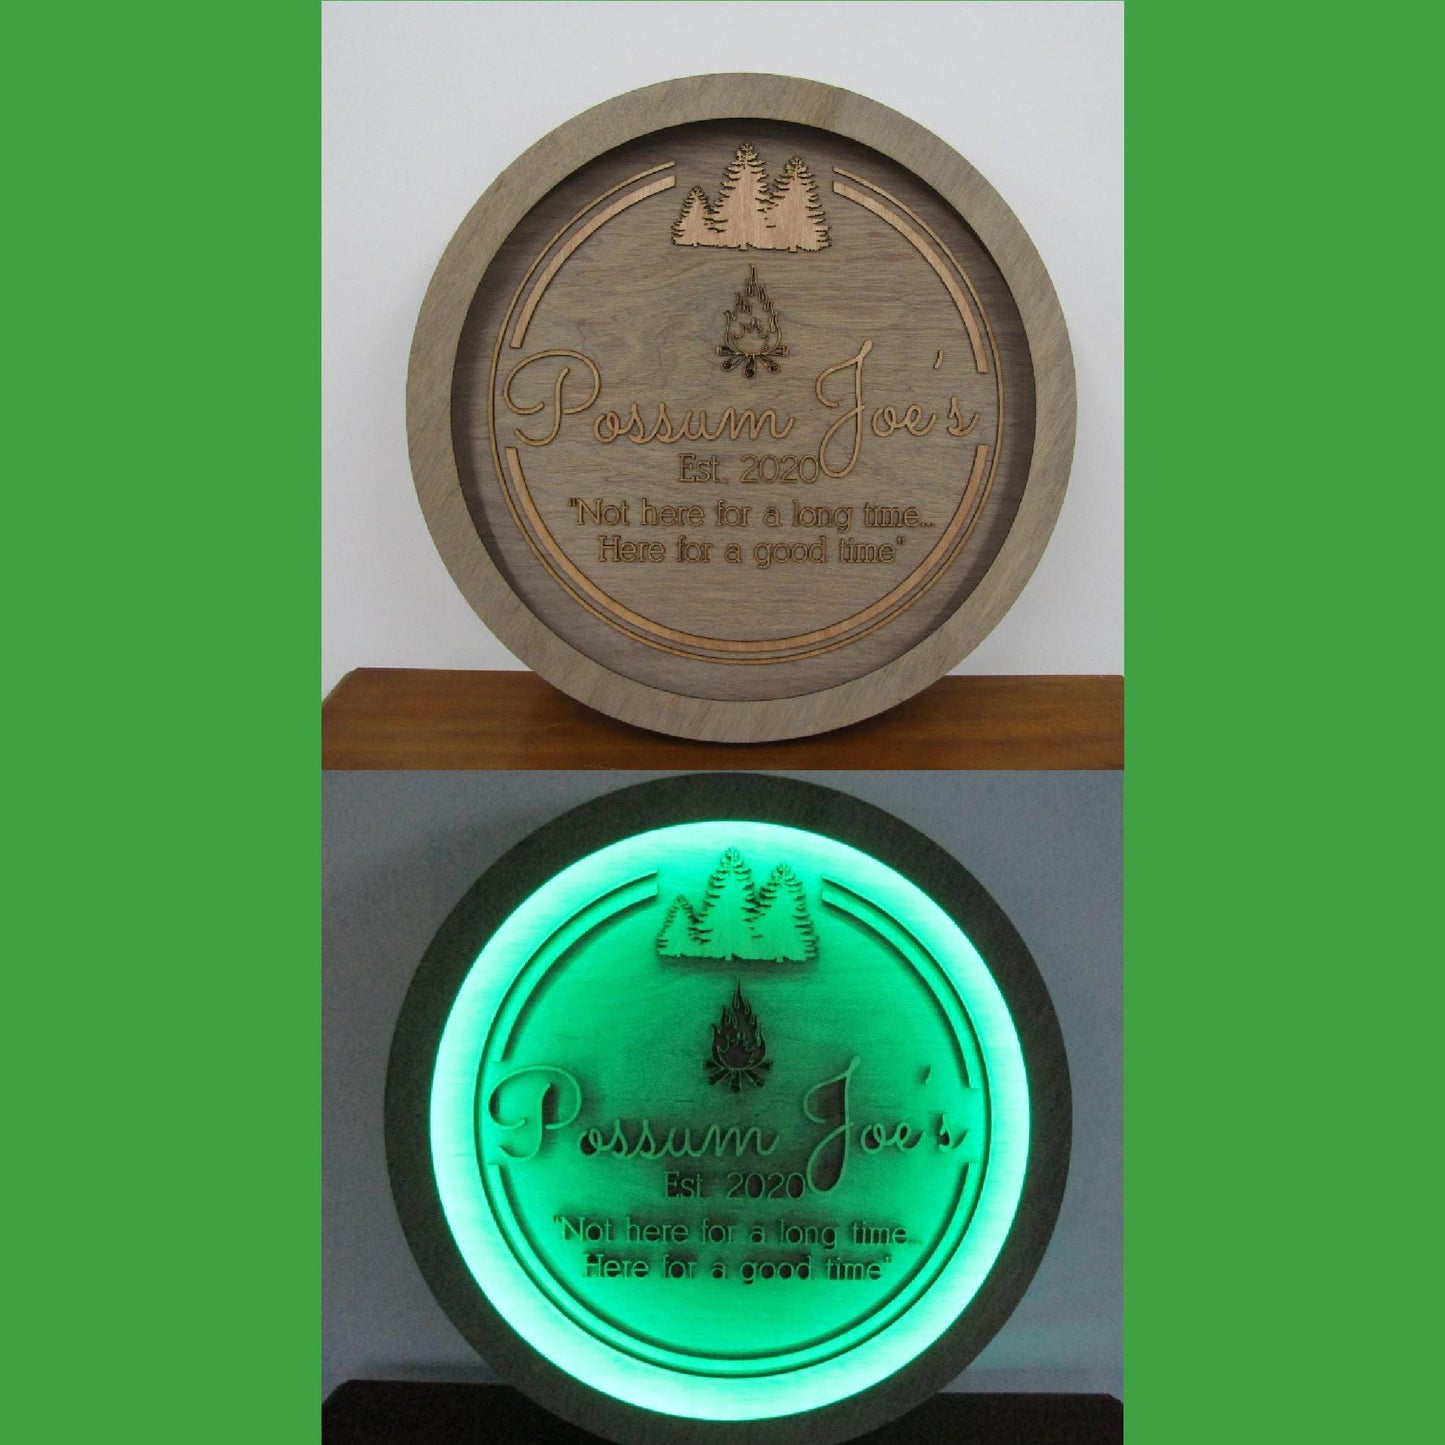 Possum Joe's
Est. 2020
"Not here for a long time...
Here for a good time"
Possum Joe's
Est. 2020
"Not here for a long time...
Here for a good time"